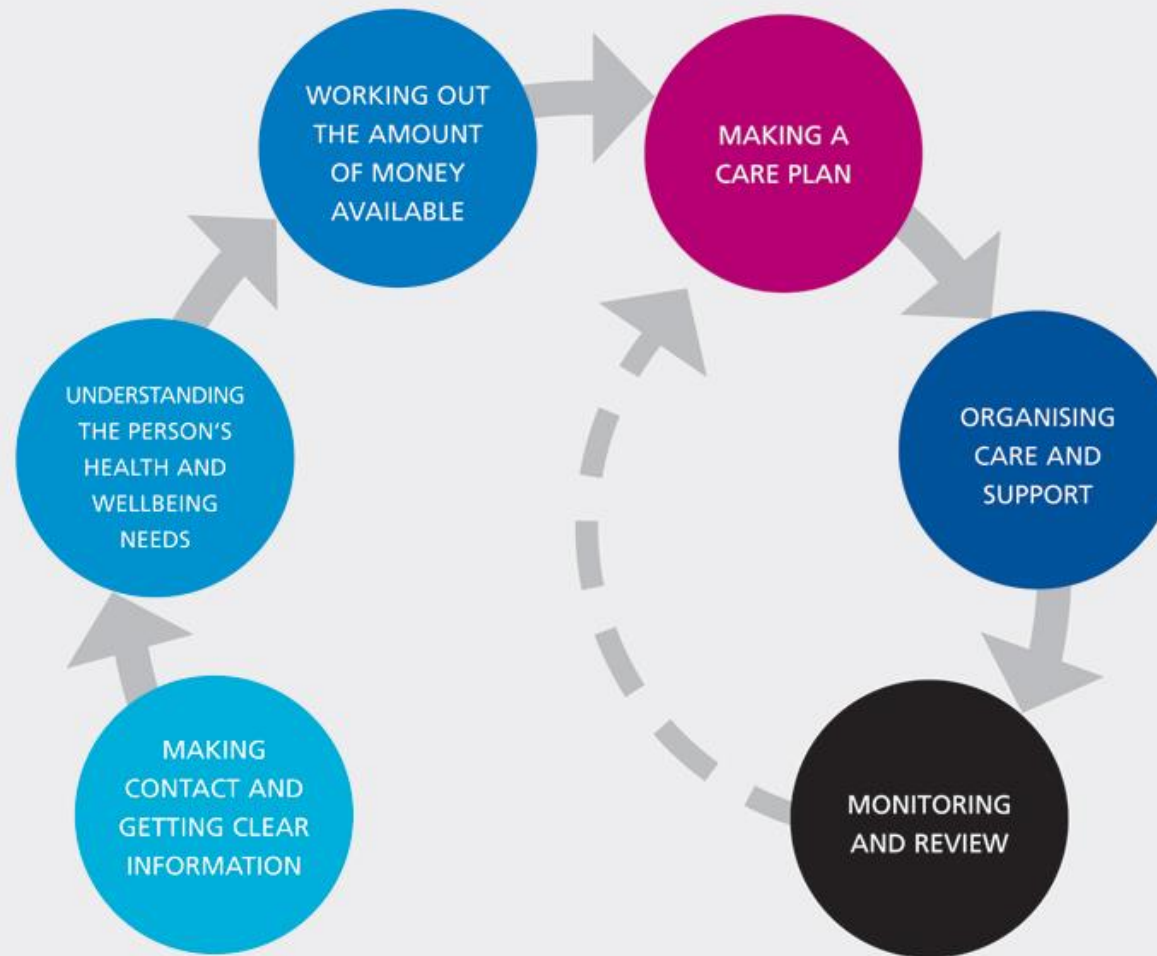 MAKING
CONTACT AND
GETTING CLEAR
INFORMATION
UNDERSTANDING
THE PERSON'S
HEALTH AND
WELLBEING
NEEDS
WORKING OUT
THE AMOUNT
OF MONEY
AVAILABLE
MAKING A
CARE PLAN
ORGANISING
CARE AND
SUPPORT
MONITORING
AND REVIEW